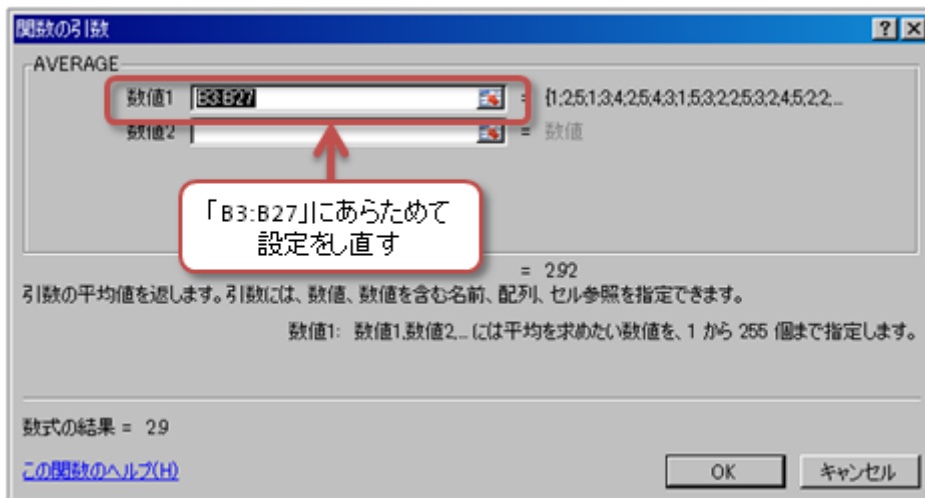 関数の引数
AVERAGE
数値1 B3:B27 = {1;2;5;1;3;4;2;5;4;3;1;5;3;2;2;5;3;2;4;5;2;2;...
数値2 = 数値
「B3:B27」にあらためて
設定をし直す
= 2.92
引数の平均値を返します。引数には、数値、数値を含む名前、配列、セル参照を指定できます。
数値1: 数値1,数値2,... には平均を求めたい数値を、1 から 255 個まで指定します。
数式の結果 = 2.9
この関数のヘルプ(H)
OK キャンセル